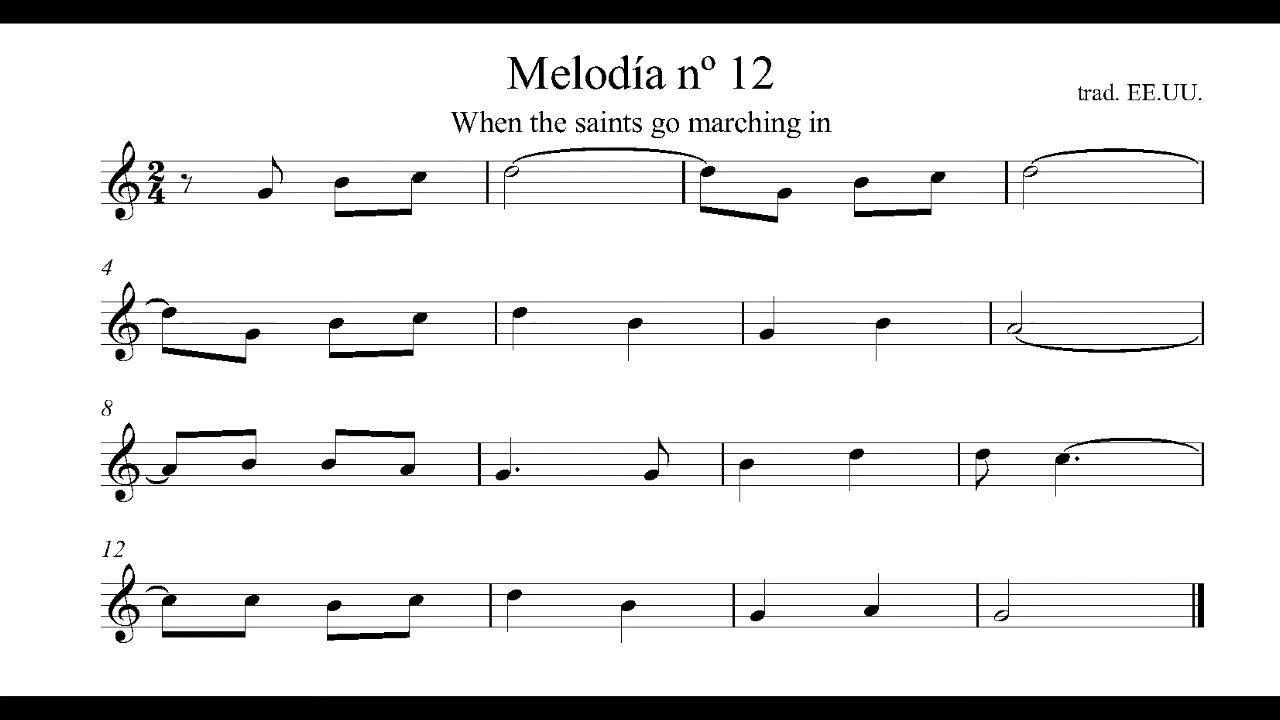 Melodía nº 12
trad. EE.UU.
When the saints go marching in
2
4
4
8
12